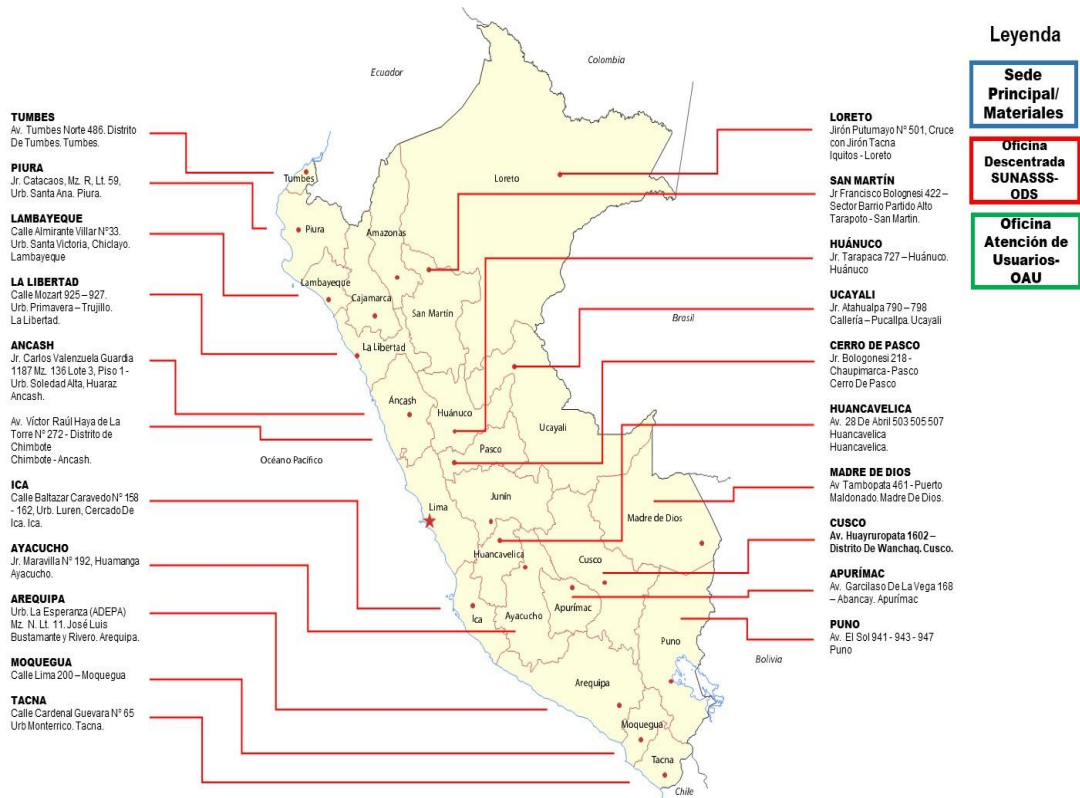 Leyenda
Sede
Principal/
Materiales
Oficina
Descentrada
SUNASSS-
ODS
Oficina
Atención de
Usuarios-
OAU
TUMBES
Av. Tumbes Norte 486. Distrito
De Tumbes. Tumbes.
PIURA
Jr. Catacaos, Mz. R, Lt. 59,
Urb. Santa Ana. Piura.
LAMBAYEQUE
Calle Almirante Villar N°33.
Urb. Santa Victoria, Chiclayo.
Lambayeque
LA LIBERTAD
Calle Mozart 925 – 927.
Urb. Primavera – Trujillo.
La Libertad.
ANCASH
Jr. Carlos Valenzuela Guardia
1187 Mz. 136 Lote 3, Piso 1 -
Urb. Soledad Alta, Huaraz
Ancash.
Av. Víctor Raúl Haya de La
Torre N° 272 - Distrito de
Chimbote
Chimbote - Ancash.
ICA
Calle Baltazar Caravedo N° 158
- 162, Urb. Luren, Cercado De
Ica. Ica.
AYACUCHO
Jr. Maravilla N° 192, Huamanga
Ayacucho.
AREQUIPA
Urb. La Esperanza (ADEPA)
Mz. N. Lt. 11. José Luis
Bustamante y Rivero. Arequipa.
MOQUEGUA
Calle Lima 200 – Moquegua
TACNA
Calle Cardenal Guevara N° 65
Urb Monterrico. Tacna.
Ecuador
Colombia
Tumbes
Loreto
Piura
Amazonas
Lambayeque
Cajamarca
San Martín
La Libertad
Brasil
Áncash
Huánuco
Ucayali
Pasco
Océano Pacífico
Junín
Lima
Madre de Dios
Huancavelica
Cusco
Ica
Ayacucho
Apurímac
Puno
Bolivia
Arequipa
Moquegua
Tacna
Chile
LORETO
Jirón Putumayo N° 501, Cruce
con Jirón Tacna
Iquitos - Loreto
SAN MARTÍN
Jr Francisco Bolognesi 422 –
Sector Barrio Partido Alto
Tarapoto - San Martin.
HUÁNUCO
Jr. Tarapaca 727 – Huánuco.
Huánuco
UCAYALI
Jr. Atahualpa 790 – 798
Callería – Pucallpa. Ucayali
CERRO DE PASCO
Jr. Bologonesi 218 -
Chaupimarca - Pasco
Cerro De Pasco
HUANCAVELICA
Av. 28 De Abril 503 505 507
Huancavelica
Huancavelica.
MADRE DE DIOS
Av Tambopata 461 - Puerto
Maldonado. Madre De Dios.
CUSCO
Av. Huayruropata 1602 –
Distrito De Wanchaq. Cusco.
APURÍMAC
Av. Garcilaso De La Vega 168
– Abancay. Apurímac
PUNO
Av. El Sol 941 - 943 - 947
Puno